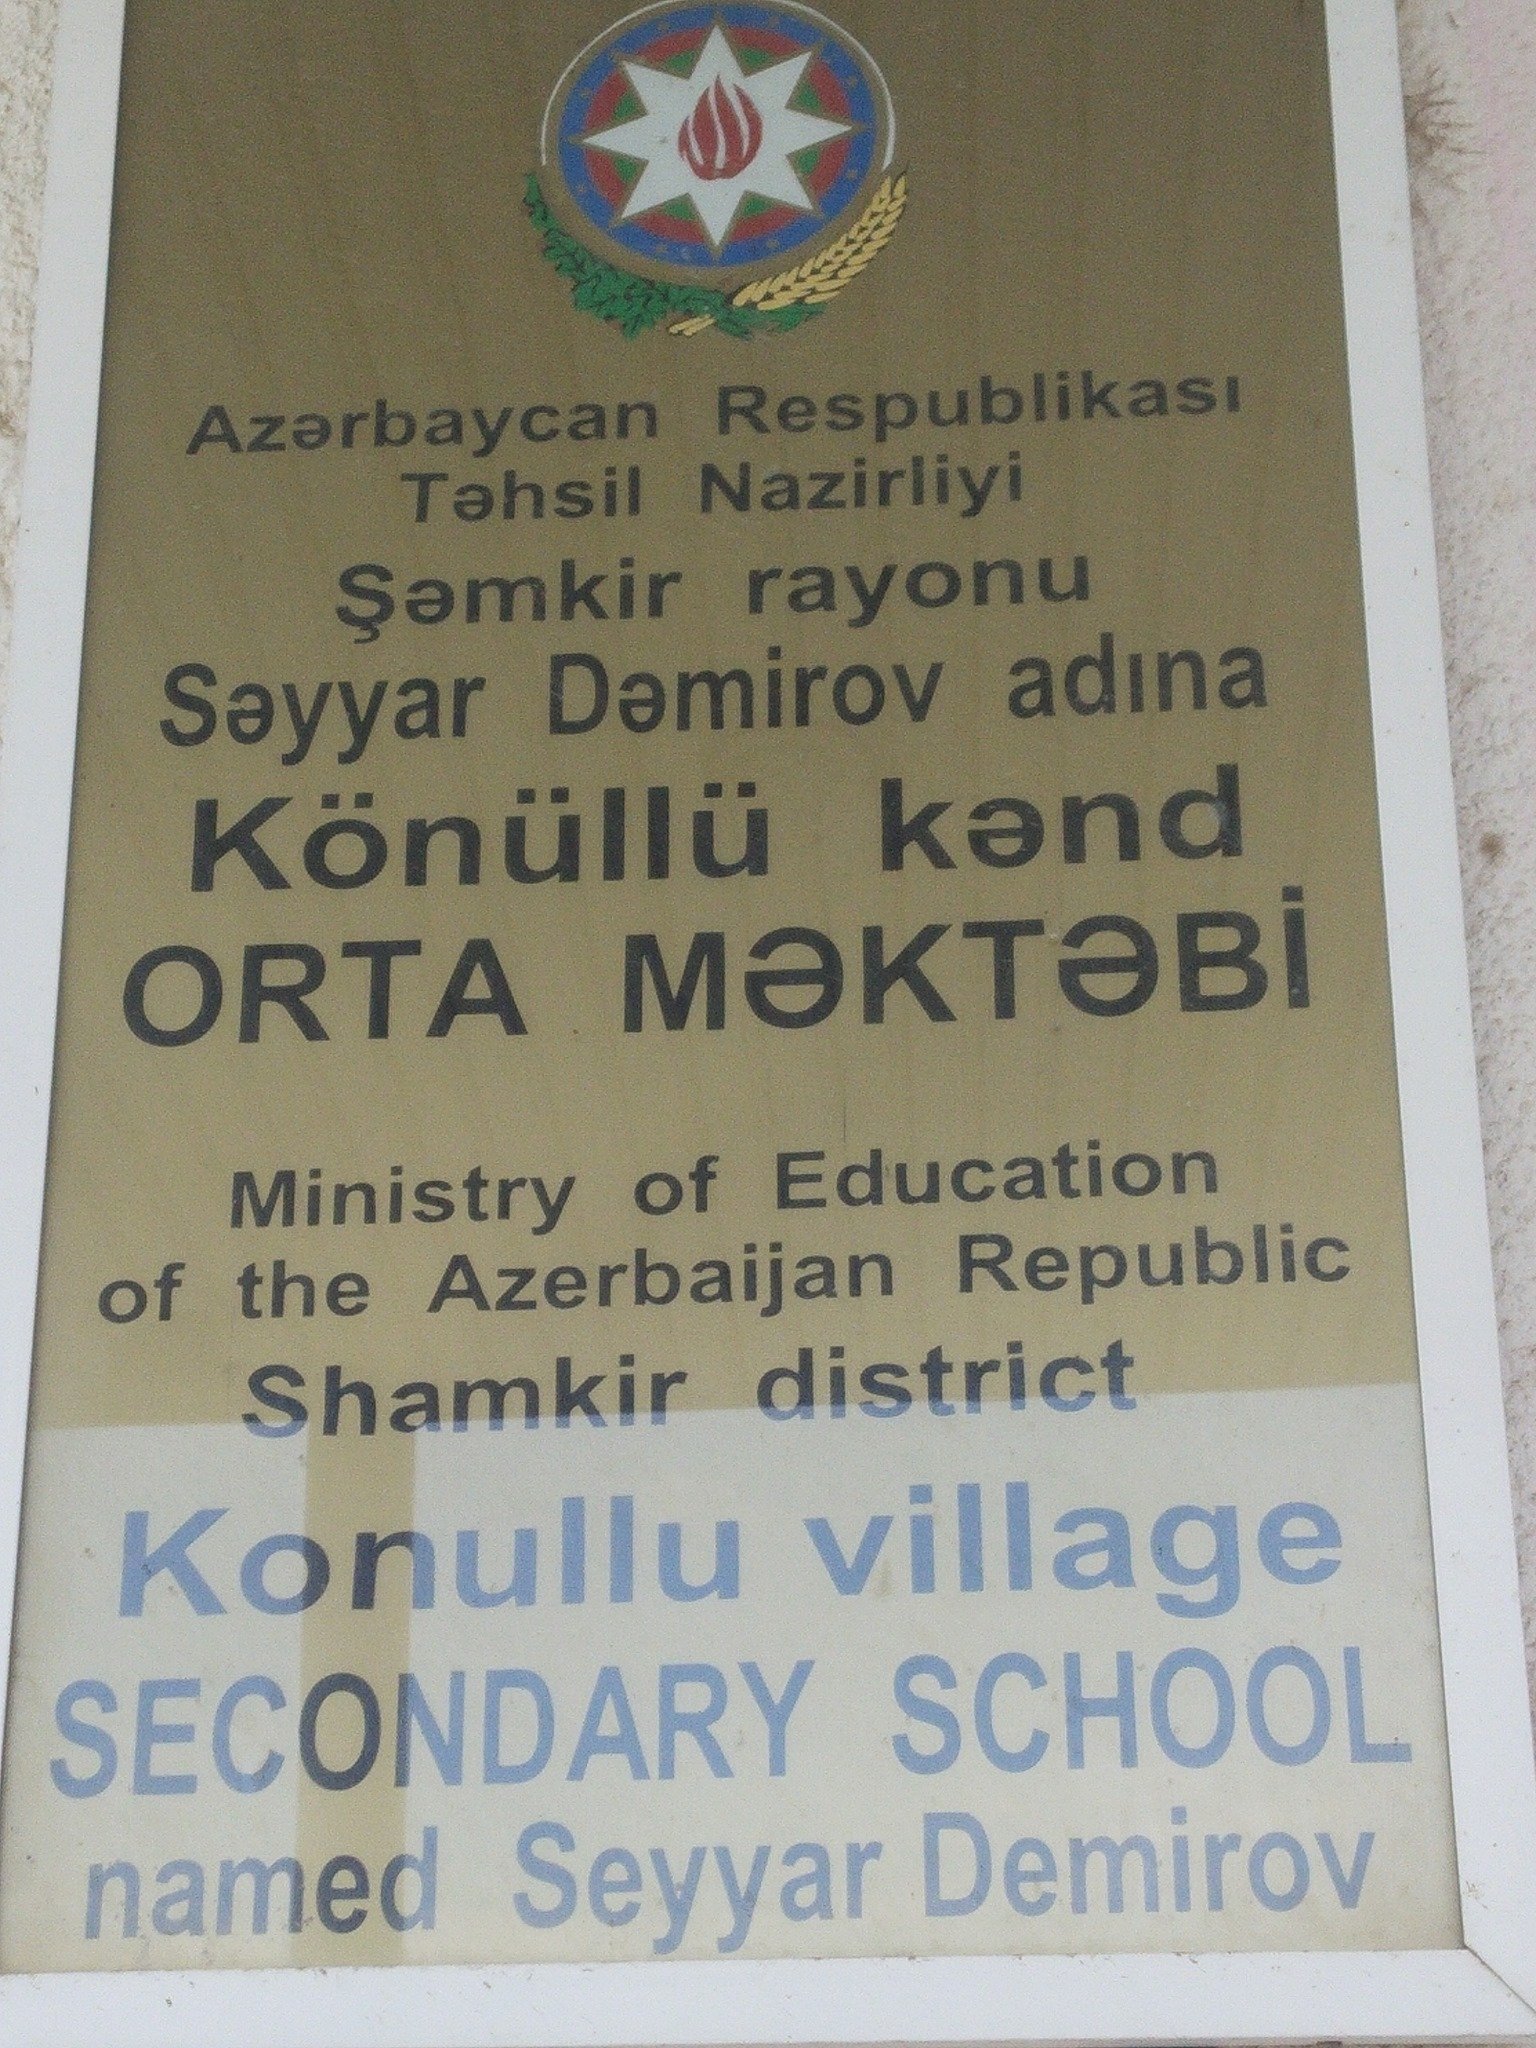 Azərbaycan Respublikası
Təhsil Nazirliyi
Şəmkir rayonu
Səyyar Dəmirov adına
Könüllü kənd
ORTA MƏKTƏBİ
Ministry of Education
of the Azerbaijan Republic
Shamkir district
Konullu village
SECONDARY SCHOOL
named Seyyar Demirov